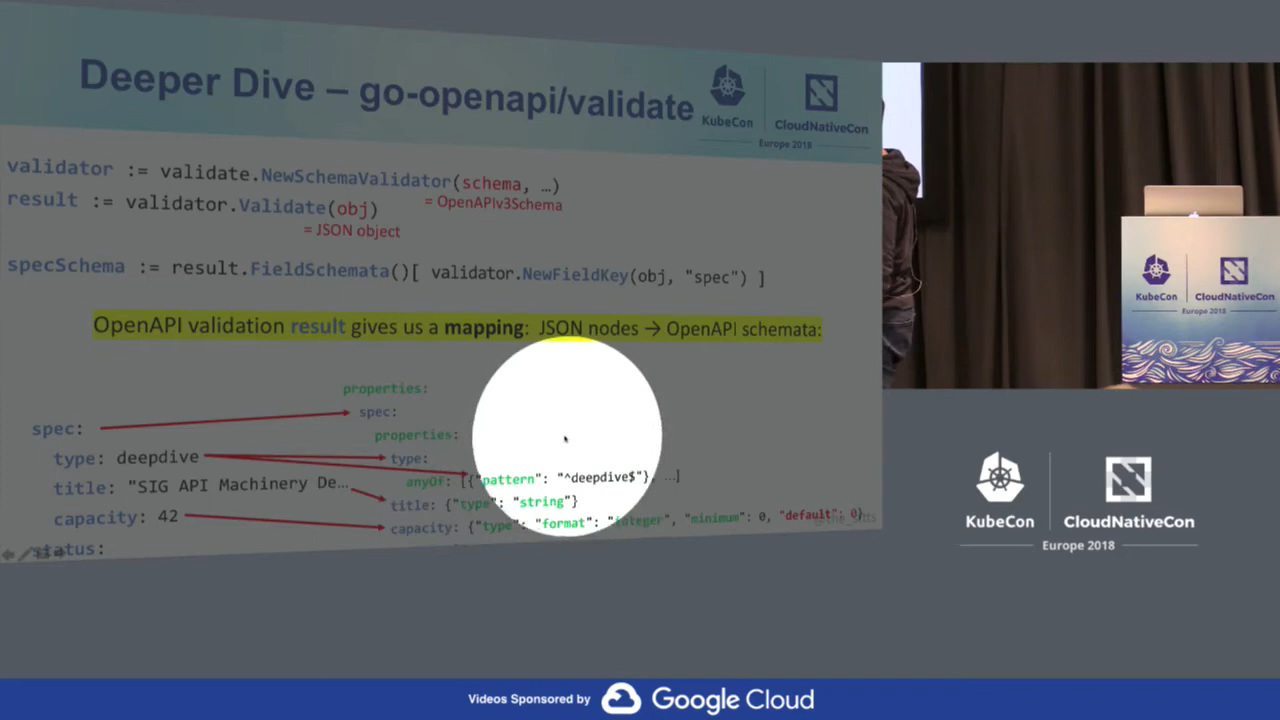 Deeper Dive – go-openapi/validate
KubeCon
CloudNativeCon
Europe 2018
validator := validate.NewSchemaValidator(schema, …)
= OpenAPIv3Schema
result := validator.Validate(obj)
= JSON object
specSchema := result.FieldSchemata()[ validator.NewFieldKey(obj, "spec") ]
OpenAPI validation result gives us a mapping: JSON nodes → OpenAPI schemata:
spec:
type: deepdive
title: "SIG API Machinery De…
capacity: 42
status:
properties:
spec:
properties:
type:
anyOf: [{"pattern": "^deepdive$"}, …]
title: {"type": "string"}
capacity: {"type": "format": "integer", "minimum": 0, "default": 0}
KubeCon
CloudNativeCon
Europe 2018
KubeCon
CloudNativeCon
Europe 2018
Videos Sponsored by Google Cloud